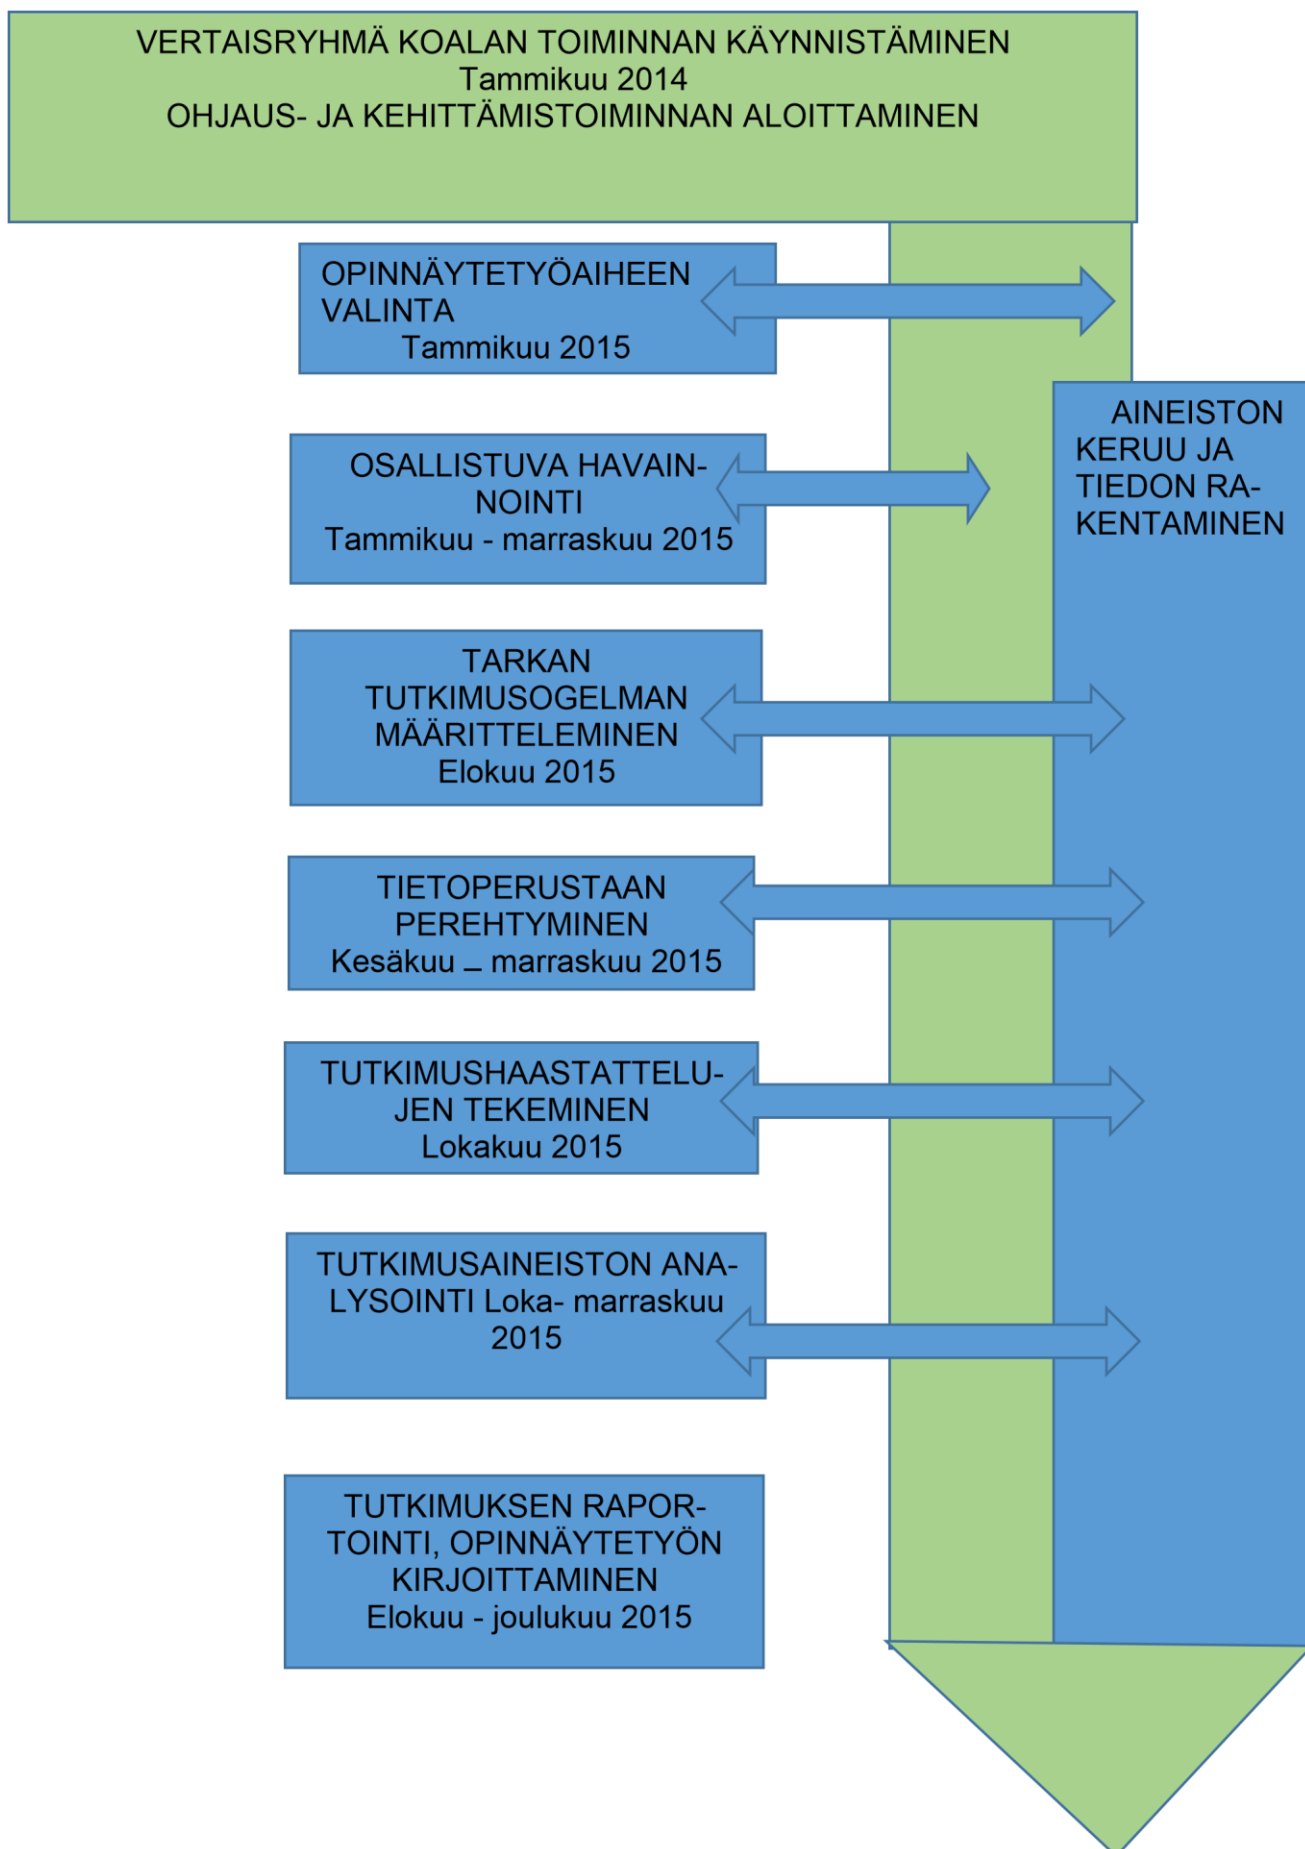 VERTAISRYHMÄ KOALAN TOIMINNAN KÄYNNISTÄMINEN
Tammikuu 2014
OHJAUS- JA KEHITTÄMISTOIMINNAN ALOITTAMINEN
OPINNÄYTETYÖAIHEEN
VALINTA
Tammikuu 2015
AINEISTON
KERUU JA
TIEDON RA-
KENTAMINEN
OSALLISTUVA HAVAIN-
NOINTI
Tammikuu - marraskuu 2015
TARKAN
TUTKIMUSOGELMAN
MÄÄRITTELEMINEN
Elokuu 2015
TIETOPERUSTAAN
PEREHTYMINEN
Kesäkuu – marraskuu 2015
TUTKIMUSHAASTATTELU-
JEN TEKEMINEN
Lokakuu 2015
TUTKIMUSAINEISTON ANA-
LYSOINTI Loka- marraskuu
2015
TUTKIMUKSEN RAPOR-
TOINTI, OPINNÄYTETYÖN
KIRJOITTAMINEN
Elokuu - joulukuu 2015